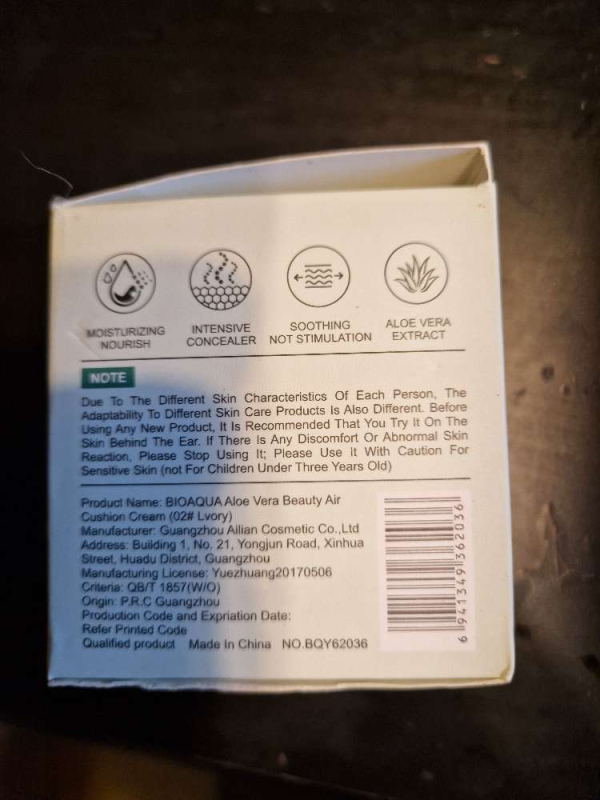 MOISTURIZING
NOURISH
INTENSIVE
CONCEALER
SOOTHING
NOT STIMULATION
ALOE VERA
EXTRACT
NOTE
Due To The Different Skin Characteristics Of Each Person, The
Adaptability To Different Skin Care Products Is Also Different. Before
Using Any New Product, It Is Recommended That You Try It On The
Skin Behind The Ear. If There Is Any Discomfort Or Abnormal Skin
Reaction, Please Stop Using It; Please Use It With Caution For
Sensitive Skin (not For Children Under Three Years Old)
Product Name: BIOAQUA Aloe Vera Beauty Air
Cushion Cream (02# Lvory)
Manufacturer: Guangzhou Ailian Cosmetic Co.,Ltd
Address: Building 1, No. 21, Yongjun Road, Xinhua
Street, Huadu District, Guangzhou
Manufacturing License: Yuezhuang20170506
Criteria: QB/T 1857(W/O)
Origin: P.R.C Guangzhou
Production Code and Expriation Date:
Refer Printed Code
Qualified product Made In China NO.BQY62036
6 941349 362036